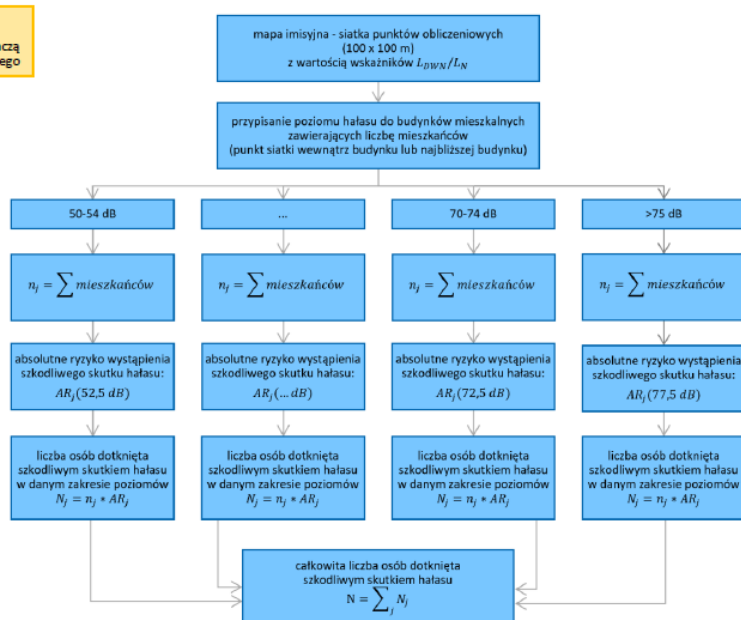 czą
ego
mapa imisyjna - siatka punktów obliczeniowych
(100 x 100 m)
z wartością wskaźników L_DWN/L_N
przypisanie poziomu hałasu do budynków mieszkalnych
zawierających liczbę mieszkańców
(punkt siatki wewnątrz budynku lub najbliższej budynku)
50-54 dB
...
70-74 dB
>75 dB
n_j = ∑ mieszkańców
n_j = ∑ mieszkańców
n_j = ∑ mieszkańców
n_j = ∑ mieszkańców
absolutne ryzyko wystąpienia
szkodliwego skutku hałasu:
AR_j(52,5 dB)
absolutne ryzyko wystąpienia
szkodliwego skutku hałasu:
AR_j(... dB)
absolutne ryzyko wystąpienia
szkodliwego skutku hałasu:
AR_j(72,5 dB)
absolutne ryzyko wystąpienia
szkodliwego skutku hałasu:
AR_j(77,5 dB)
liczba osób dotknięta
szkodliwym skutkiem hałasu
w danym zakresie poziomów
N_j = n_j * AR_j
liczba osób dotknięta
szkodliwym skutkiem hałasu
w danym zakresie poziomów
N_j = n_j * AR_j
liczba osób dotknięta
szkodliwym skutkiem hałasu
w danym zakresie poziomów
N_j = n_j * AR_j
liczba osób dotknięta
szkodliwym skutkiem hałasu
w danym zakresie poziomów
N_j = n_j * AR_j
całkowita liczba osób dotknięta
szkodliwym skutkiem hałasu
N = ∑_j N_j